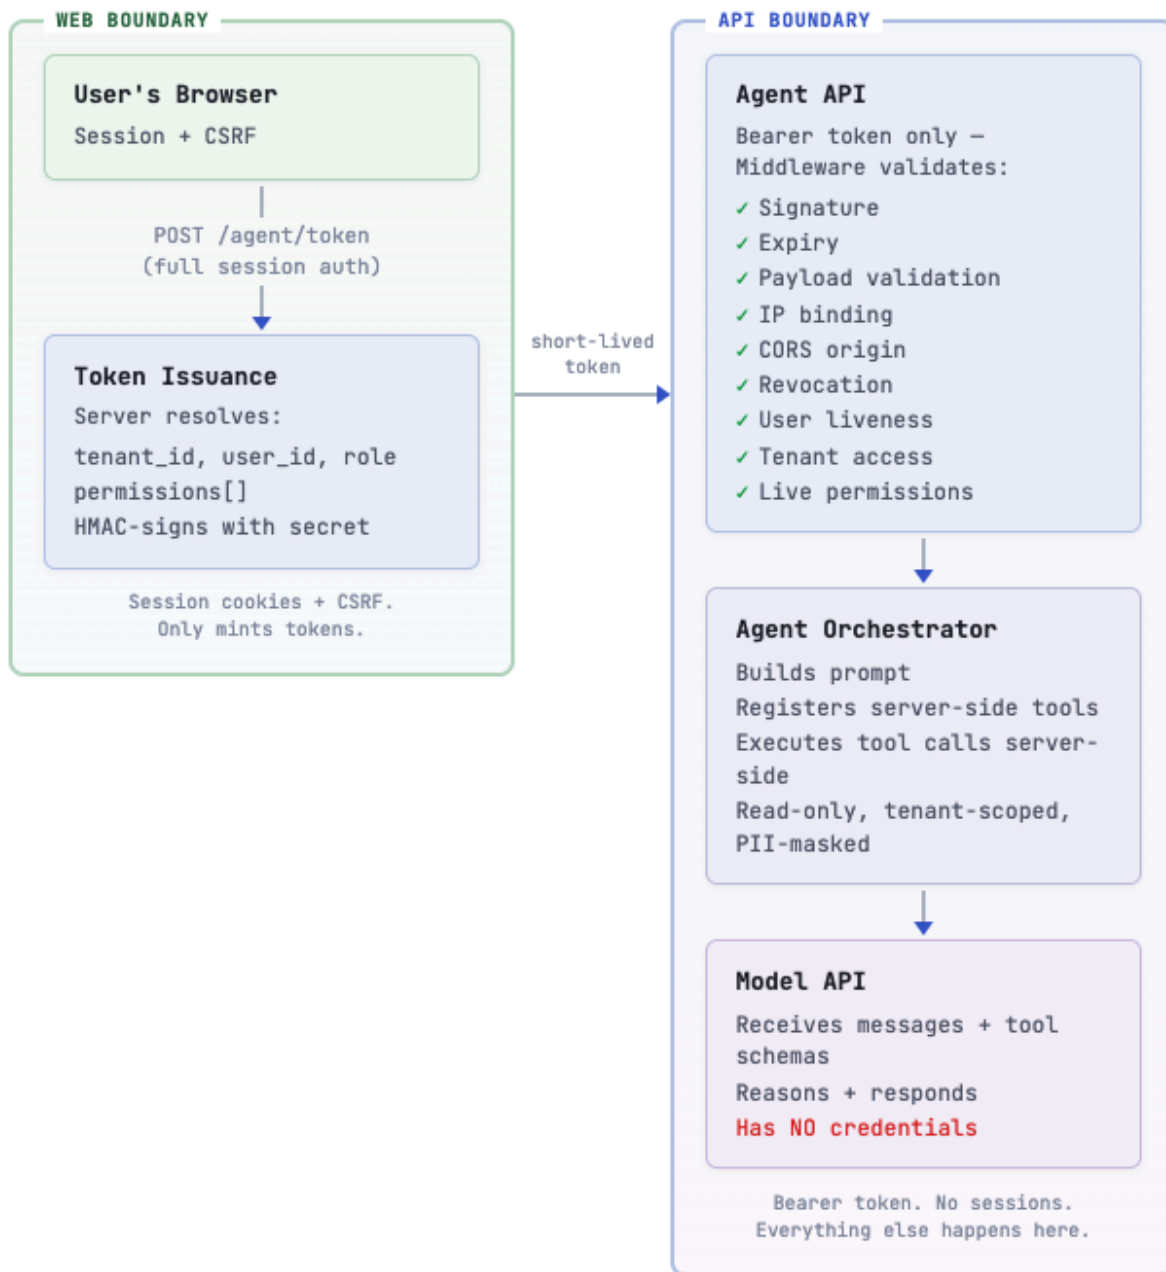 WEB BOUNDARY
User's Browser
Session + CSRF
POST /agent/token
(full session auth)
Token Issuance
Server resolves:
tenant_id, user_id, role
permissions[]
HMAC-signs with secret
Session cookies + CSRF.
Only mints tokens.
short-lived
token
API BOUNDARY
Agent API
Bearer token only —
Middleware validates:
✓ Signature
✓ Expiry
✓ Payload validation
✓ IP binding
✓ CORS origin
✓ Revocation
✓ User liveness
✓ Tenant access
✓ Live permissions
Agent Orchestrator
Builds prompt
Registers server-side tools
Executes tool calls server-
side
Read-only, tenant-scoped,
PII-masked
Model API
Receives messages + tool
schemas
Reasons + responds
Has NO credentials
Bearer token. No sessions.
Everything else happens here.